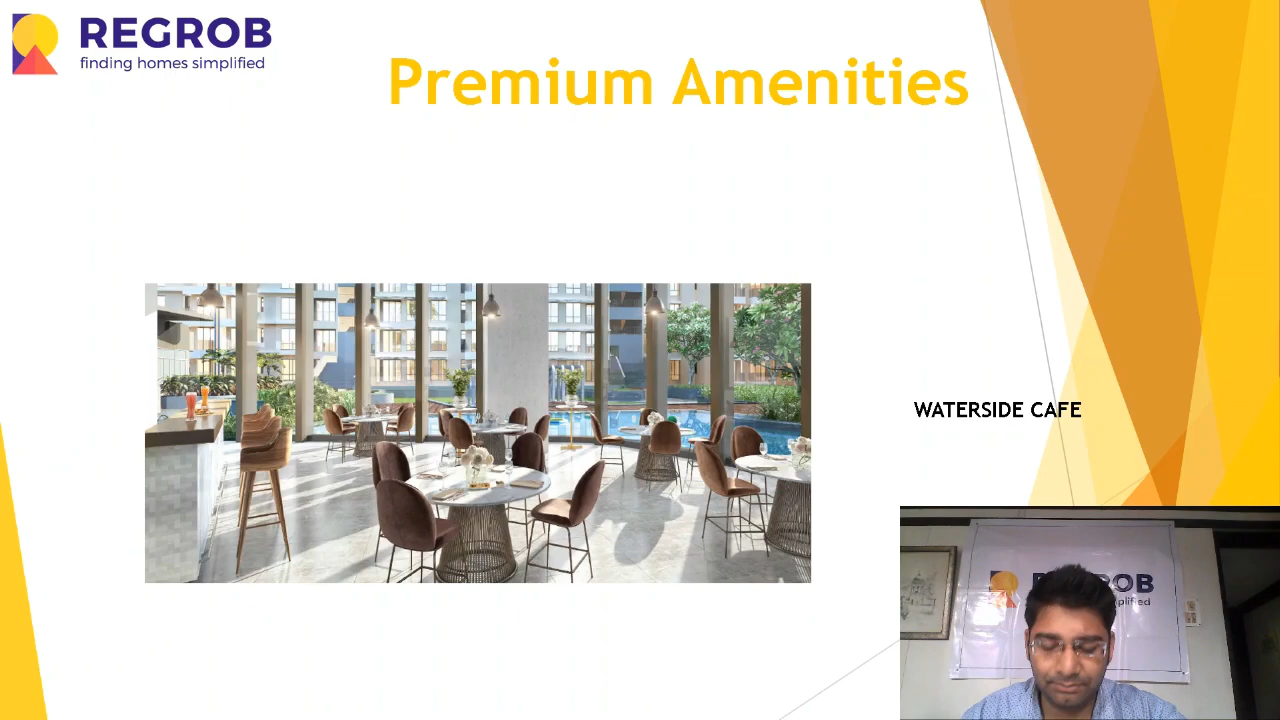 REGROB
finding homes simplified
Premium Amenities
WATERSIDE CAFE